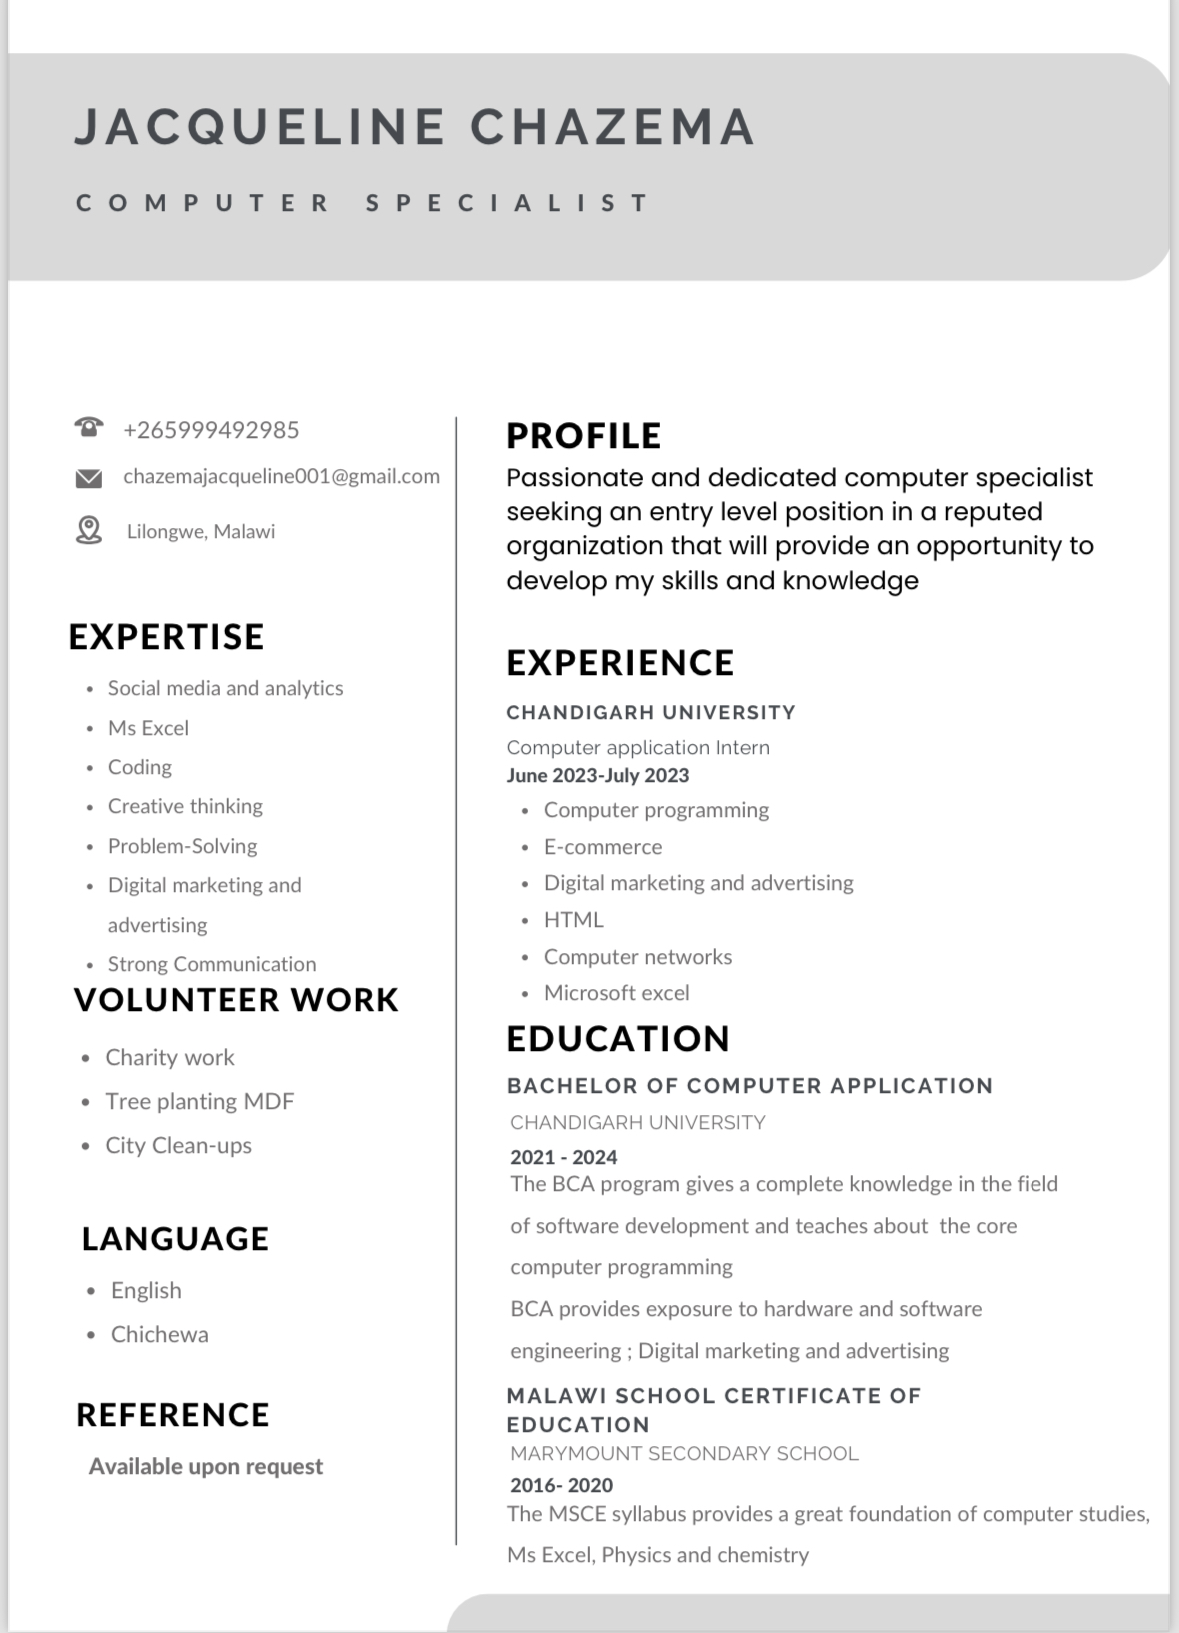 JACQUELINE CHAZEMA
COMPUTER SPECIALIST
+265999492985
chazemajacqueline001@gmail.com
Lilongwe, Malawi
EXPERTISE
• Social media and analytics
• Ms Excel
• Coding
• Creative thinking
• Problem-Solving
• Digital marketing and
advertising
• Strong Communication
VOLUNTEER WORK
• Charity work
• Tree planting MDF
• City Clean-ups
LANGUAGE
• English
• Chichewa
REFERENCE
Available upon request
PROFILE
Passionate and dedicated computer specialist
seeking an entry level position in a reputed
organization that will provide an opportunity to
develop my skills and knowledge
EXPERIENCE
CHANDIGARH UNIVERSITY
Computer application Intern
June 2023-July 2023
• Computer programming
• E-commerce
• Digital marketing and advertising
• HTML
• Computer networks
• Microsoft excel
EDUCATION
BACHELOR OF COMPUTER APPLICATION
CHANDIGARH UNIVERSITY
2021 - 2024
The BCA program gives a complete knowledge in the field
of software development and teaches about  the core
computer programming
BCA provides exposure to hardware and software
engineering ; Digital marketing and advertising
MALAWI SCHOOL CERTIFICATE OF
EDUCATION
MARYMOUNT SECONDARY SCHOOL
2016- 2020
The MSCE syllabus provides a great foundation of computer studies,
Ms Excel, Physics and chemistry